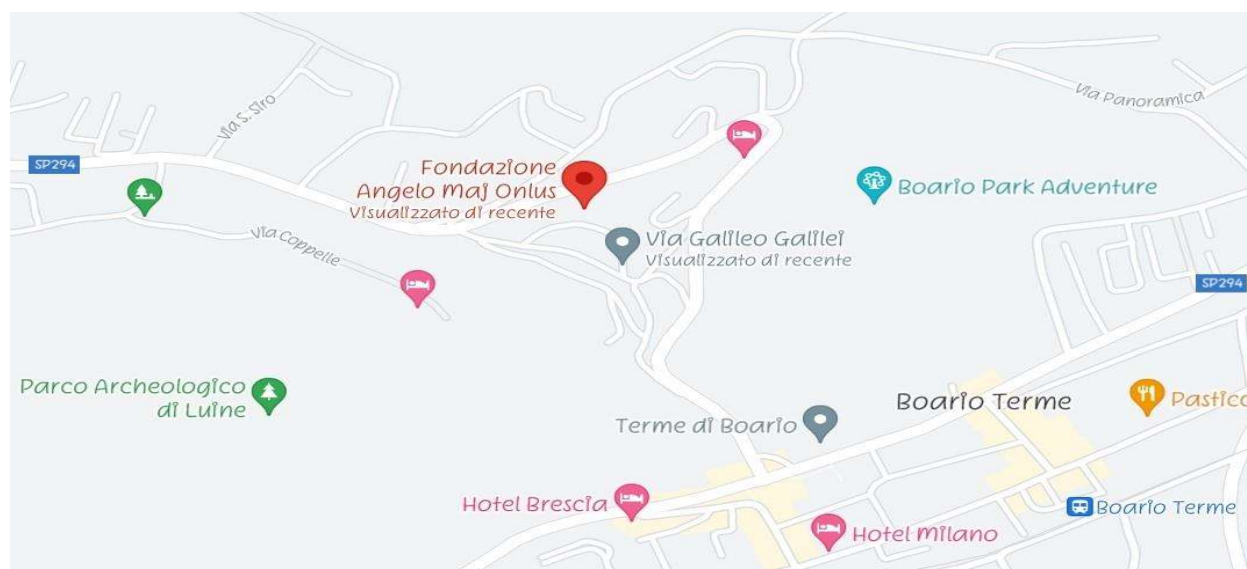 Via Panoramica
Via S. Siro
SP294
Fondazione
Angelo Maj Onlus
Visualizzato di recente
Boario Park Adventure
Via Coppelle
Via Galileo Galilei
Visualizzato di recente
SP294
Parco Archeologico
di Luine
Boario Terme
Pastico
Terme di Boario
Hotel Brescia
Boario Terme
Hotel Milano